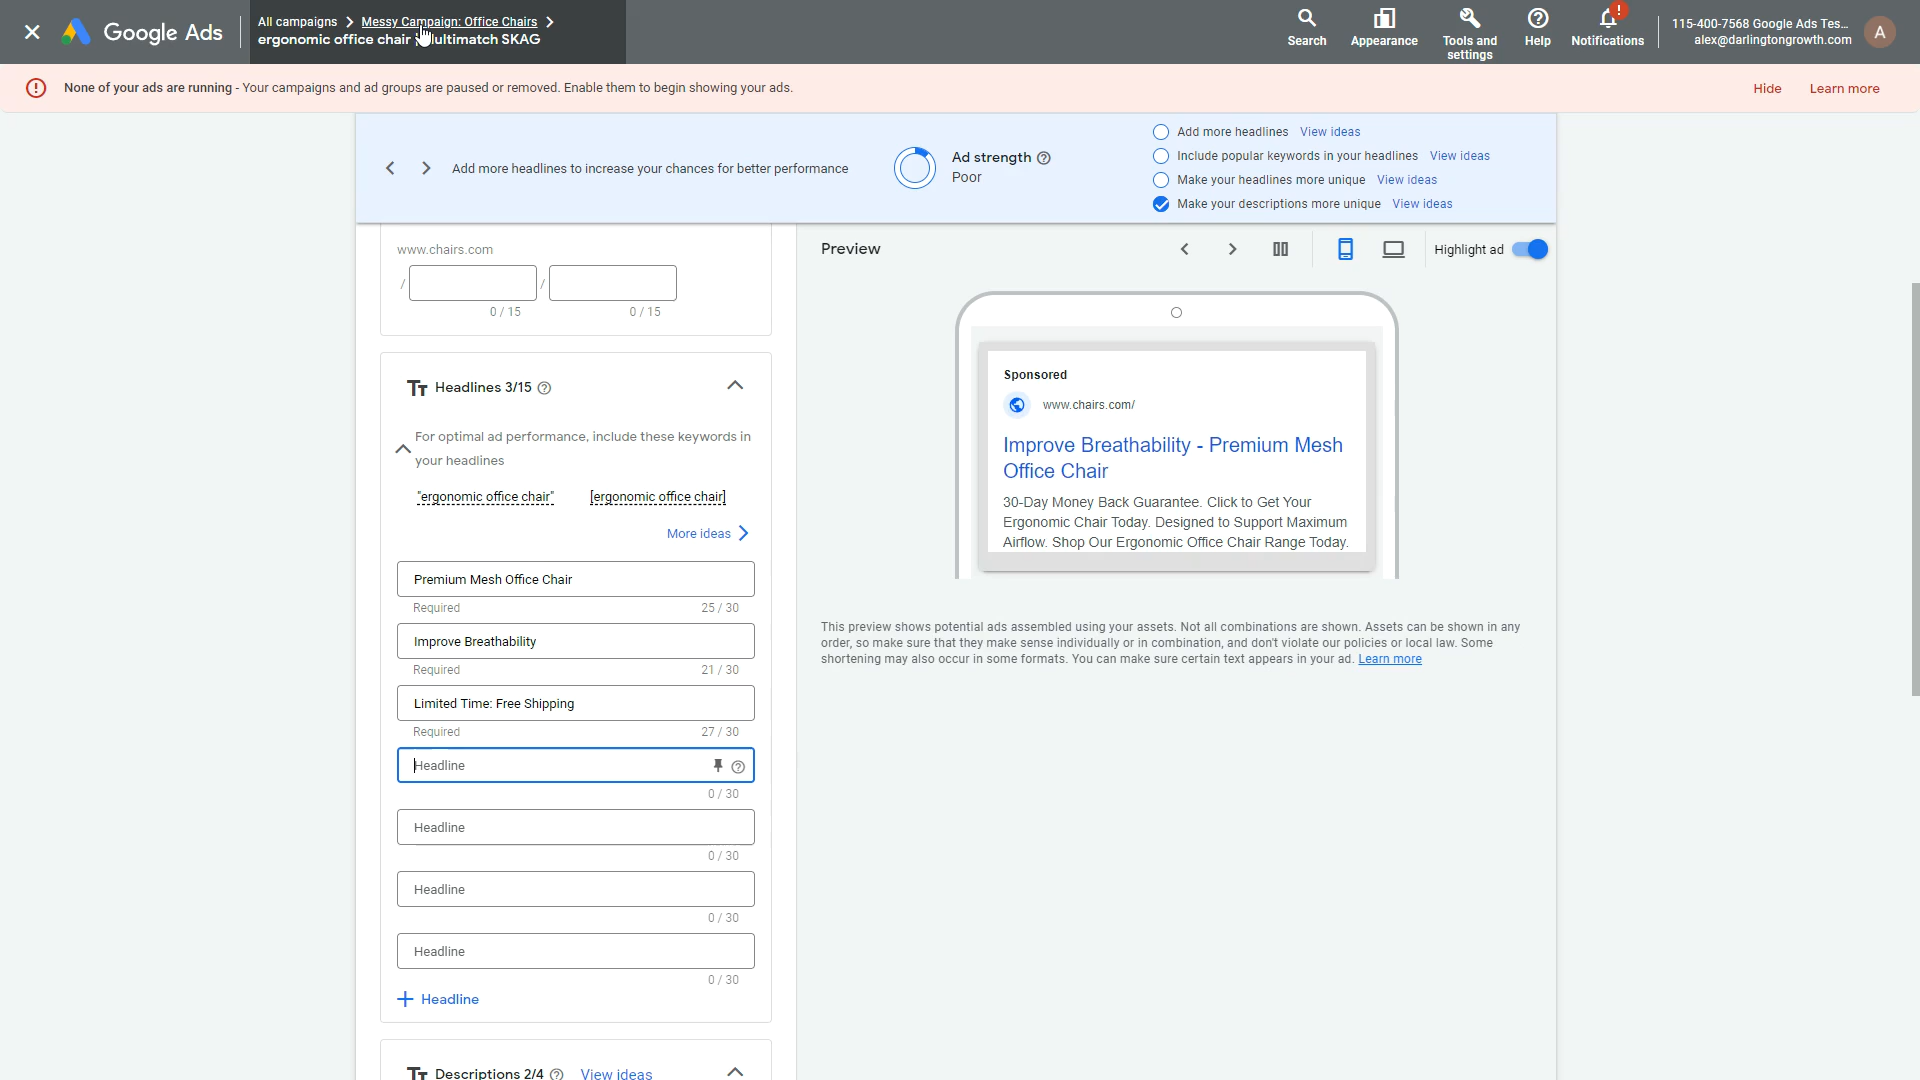 Google Ads
All campaigns
Messy Campaign: Office Chairs
ergonomic office chair
ultimatch SKAG
Search
Appearance
Tools and
settings
Help
Notifications
115-400-7568 Google Ads Tes...
alex@darlingtongrowth.com
A
None of your ads are running - Your campaigns and ad groups are paused or removed. Enable them to begin showing your ads.
Hide
Learn more
Add more headlines to increase your chances for better performance
Ad strength
Poor
Add more headlines View ideas
Include popular keywords in your headlines View ideas
Make your headlines more unique View ideas
Make your descriptions more unique View ideas
www.chairs.com
/ /
0 / 15 0 / 15
Headlines 3/15
For optimal ad performance, include these keywords in
your headlines
"ergonomic office chair" [ergonomic office chair]
More ideas
Premium Mesh Office Chair
Required 25 / 30
Improve Breathability
Required 21 / 30
Limited Time: Free Shipping
Required 27 / 30
Headline
0 / 30
Headline
0 / 30
Headline
0 / 30
Headline
0 / 30
+ Headline
Descriptions 2/4 View ideas
Preview
Highlight ad
Sponsored
www.chairs.com/
Improve Breathability - Premium Mesh
Office Chair
30-Day Money Back Guarantee. Click to Get Your
Ergonomic Chair Today. Designed to Support Maximum
Airflow. Shop Our Ergonomic Office Chair Range Today.
This preview shows potential ads assembled using your assets. Not all combinations are shown. Assets can be shown in any
order, so make sure that they make sense individually or in combination, and don't violate our policies or local law. Some
shortening may also occur in some formats. You can make sure certain text appears in your ad. Learn more